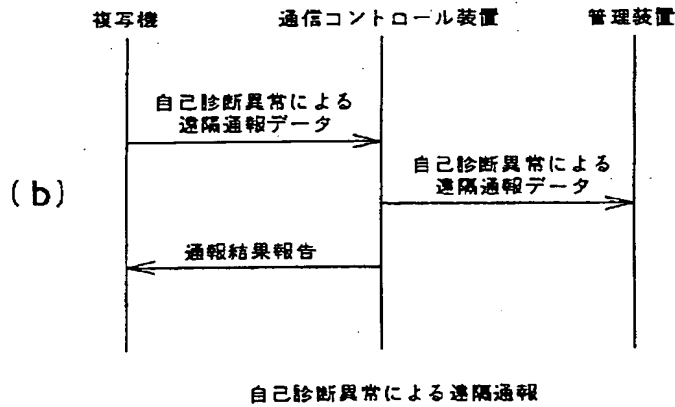 複写機 通信コントロール装置 管理装置
自己診断異常による
遠隔通報データ
自己診断異常による
遠隔通報データ
(b)
通報結果報告
自己診断異常による遠隔通報